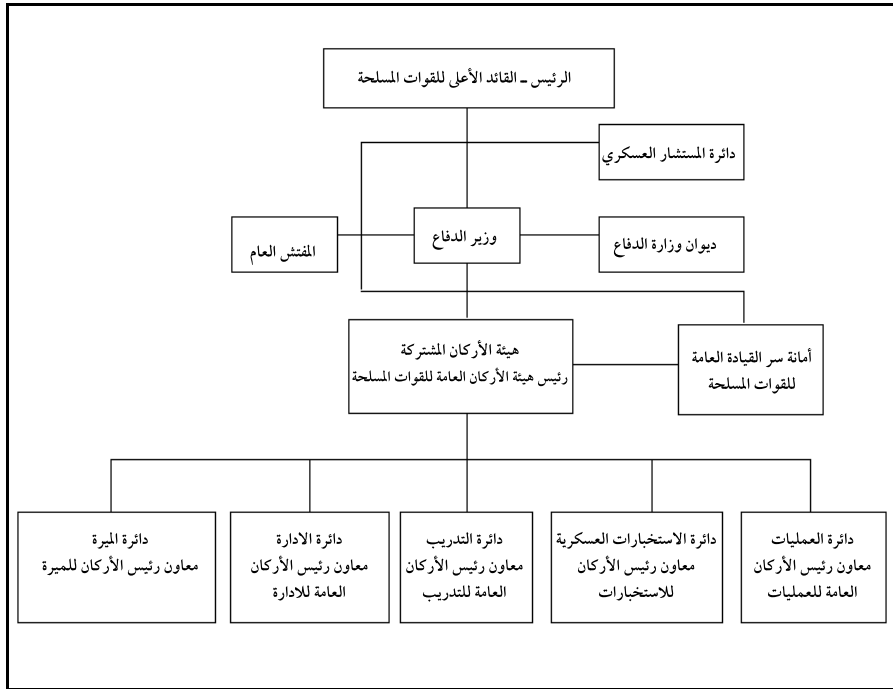 الرئيس ـ القائد الأعلى للقوات المسلحة
دائرة المستشار العسكري
ديوان وزارة الدفاع
وزير الدفاع
المفتش العام
أمانة سر القيادة العامة
للقوات المسلحة
هيئة الأركان المشتركة
رئيس هيئة الأركان العامة للقوات المسلحة
دائرة العمليات
معاون رئيس الأركان
العامة للعمليات
دائرة الاستخبارات العسكرية
معاون رئيس الأركان
للاستخبارات
دائرة التدريب
معاون رئيس الأركان
العامة للتدريب
دائرة الادارة
معاون رئيس الأركان
العامة للادارة
دائرة الميرة
معاون رئيس الأركان للميرة